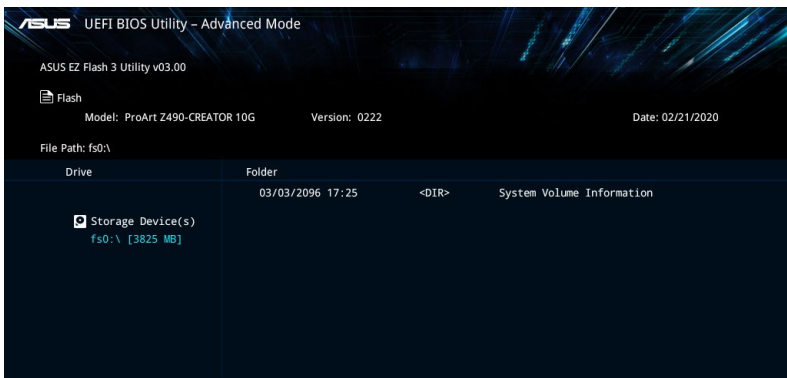 ASUS UEFI BIOS Utility – Advanced Mode
ASUS EZ Flash 3 Utility v03.00
Flash
Model: ProArt Z490-CREATOR 10G Version: 0222 Date: 02/21/2020
File Path: fs0:\
Drive Folder
03/03/2096 17:25 <DIR> System Volume Information
Storage Device(s)
fs0:\ [3825 MB]